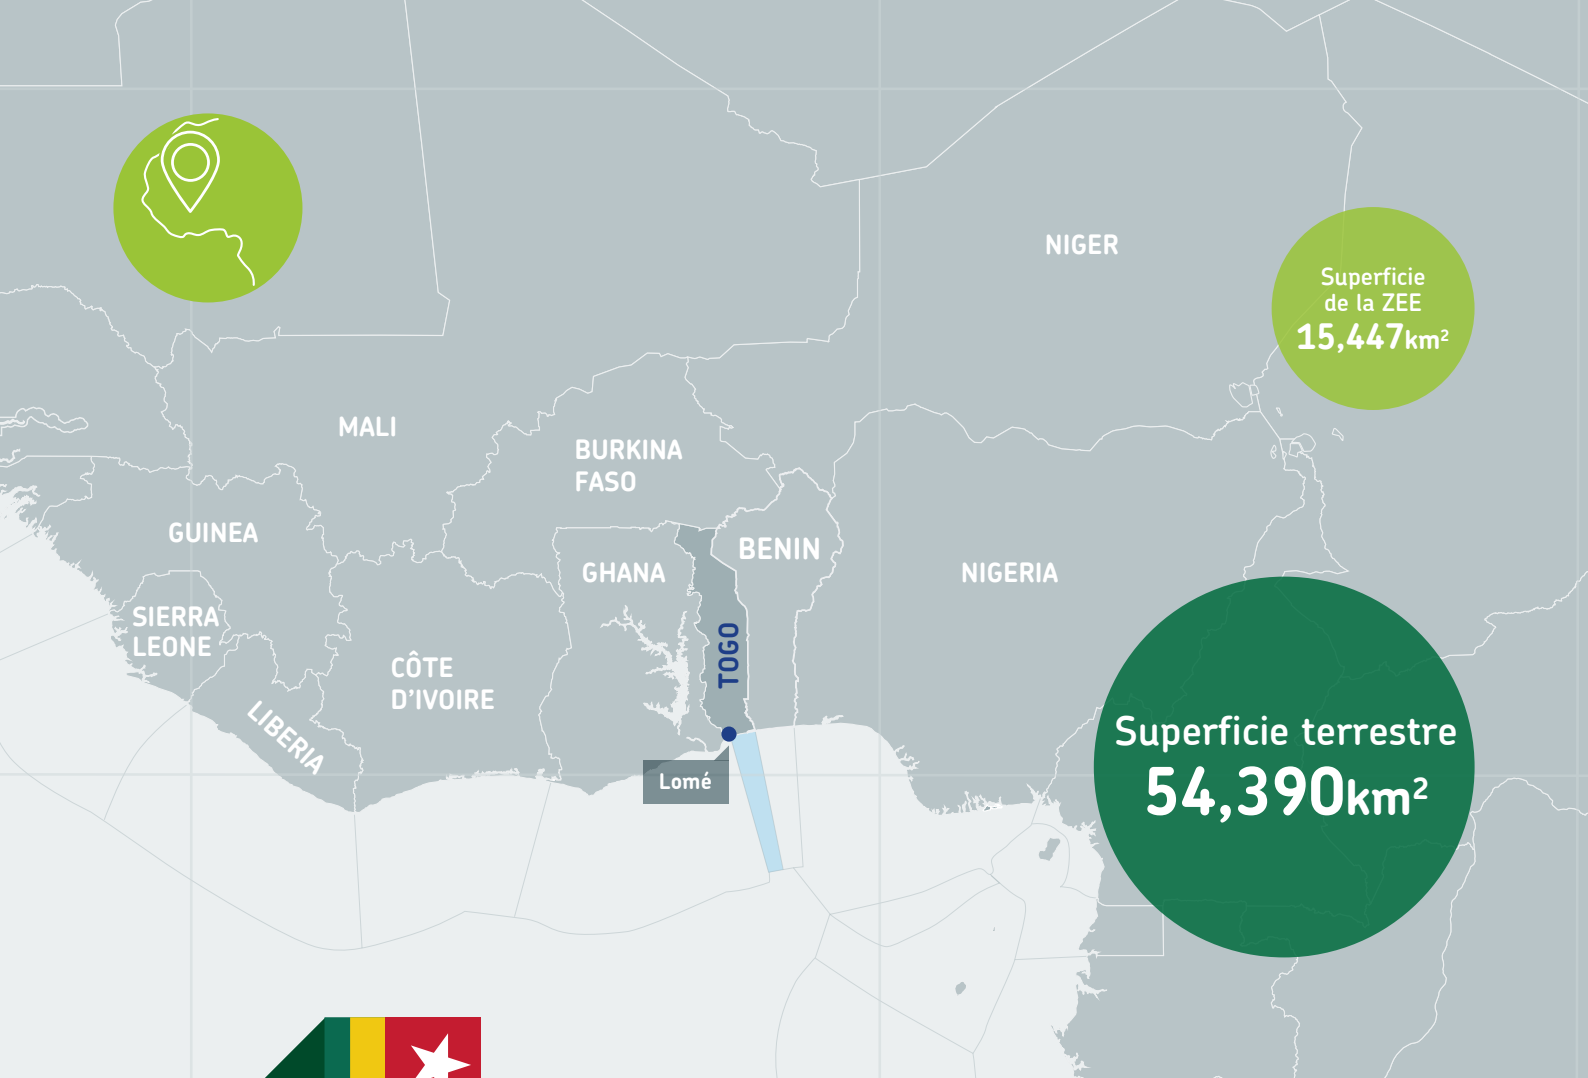 NIGER
Superficie
de la ZEE
15,447km²
MALI
BURKINA
FASO
GUINEA
BENIN
GHANA
NIGERIA
SIERRA
LEONE
TOGO
CÔTE
D'IVOIRE
LIBERIA
Superficie terrestre
54,390km²
Lomé